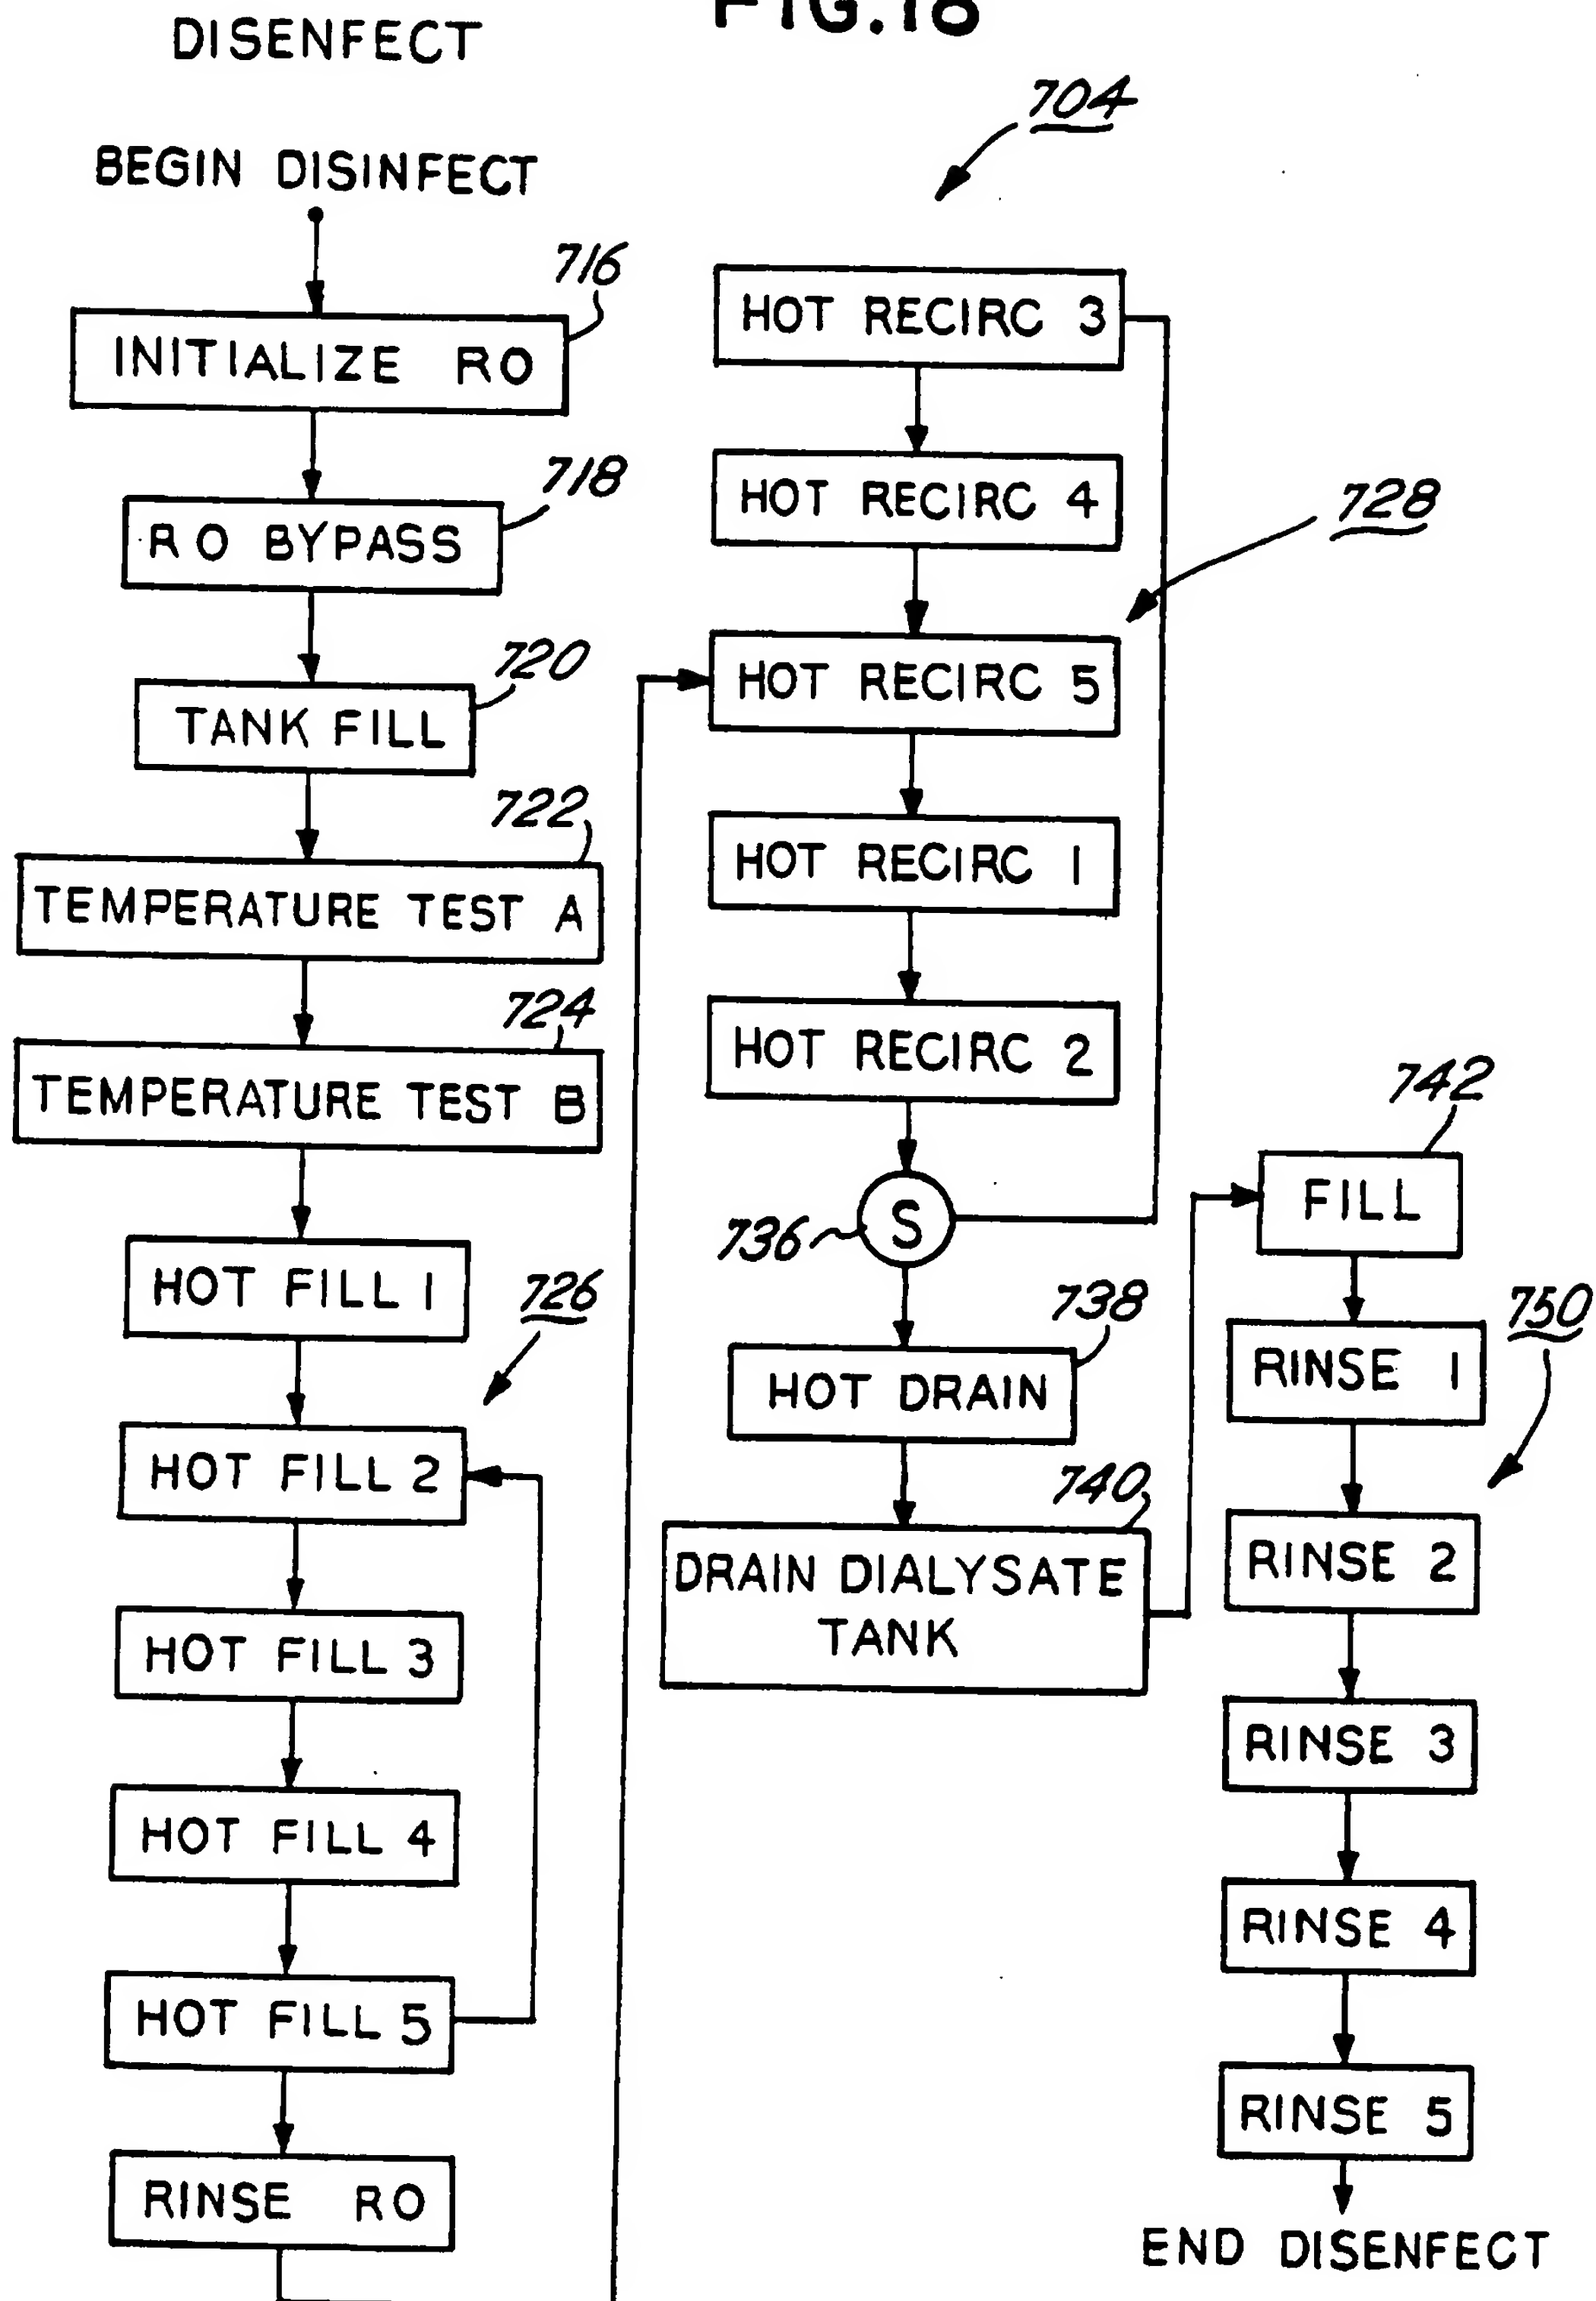 FIG.18
DISENFECT
BEGIN DISINFECT
716
INITIALIZE RO
718
RO BYPASS
720
TANK FILL
722
TEMPERATURE TEST A
724
TEMPERATURE TEST B
HOT FILL 1
726
HOT FILL 2
HOT FILL 3
HOT FILL 4
HOT FILL 5
RINSE RO
704
HOT RECIRC 3
HOT RECIRC 4
728
HOT RECIRC 5
HOT RECIRC 1
HOT RECIRC 2
736
S
738
HOT DRAIN
740
DRAIN DIALYSATE
TANK
742
FILL
750
RINSE 1
RINSE 2
RINSE 3
RINSE 4
RINSE 5
END DISENFECT